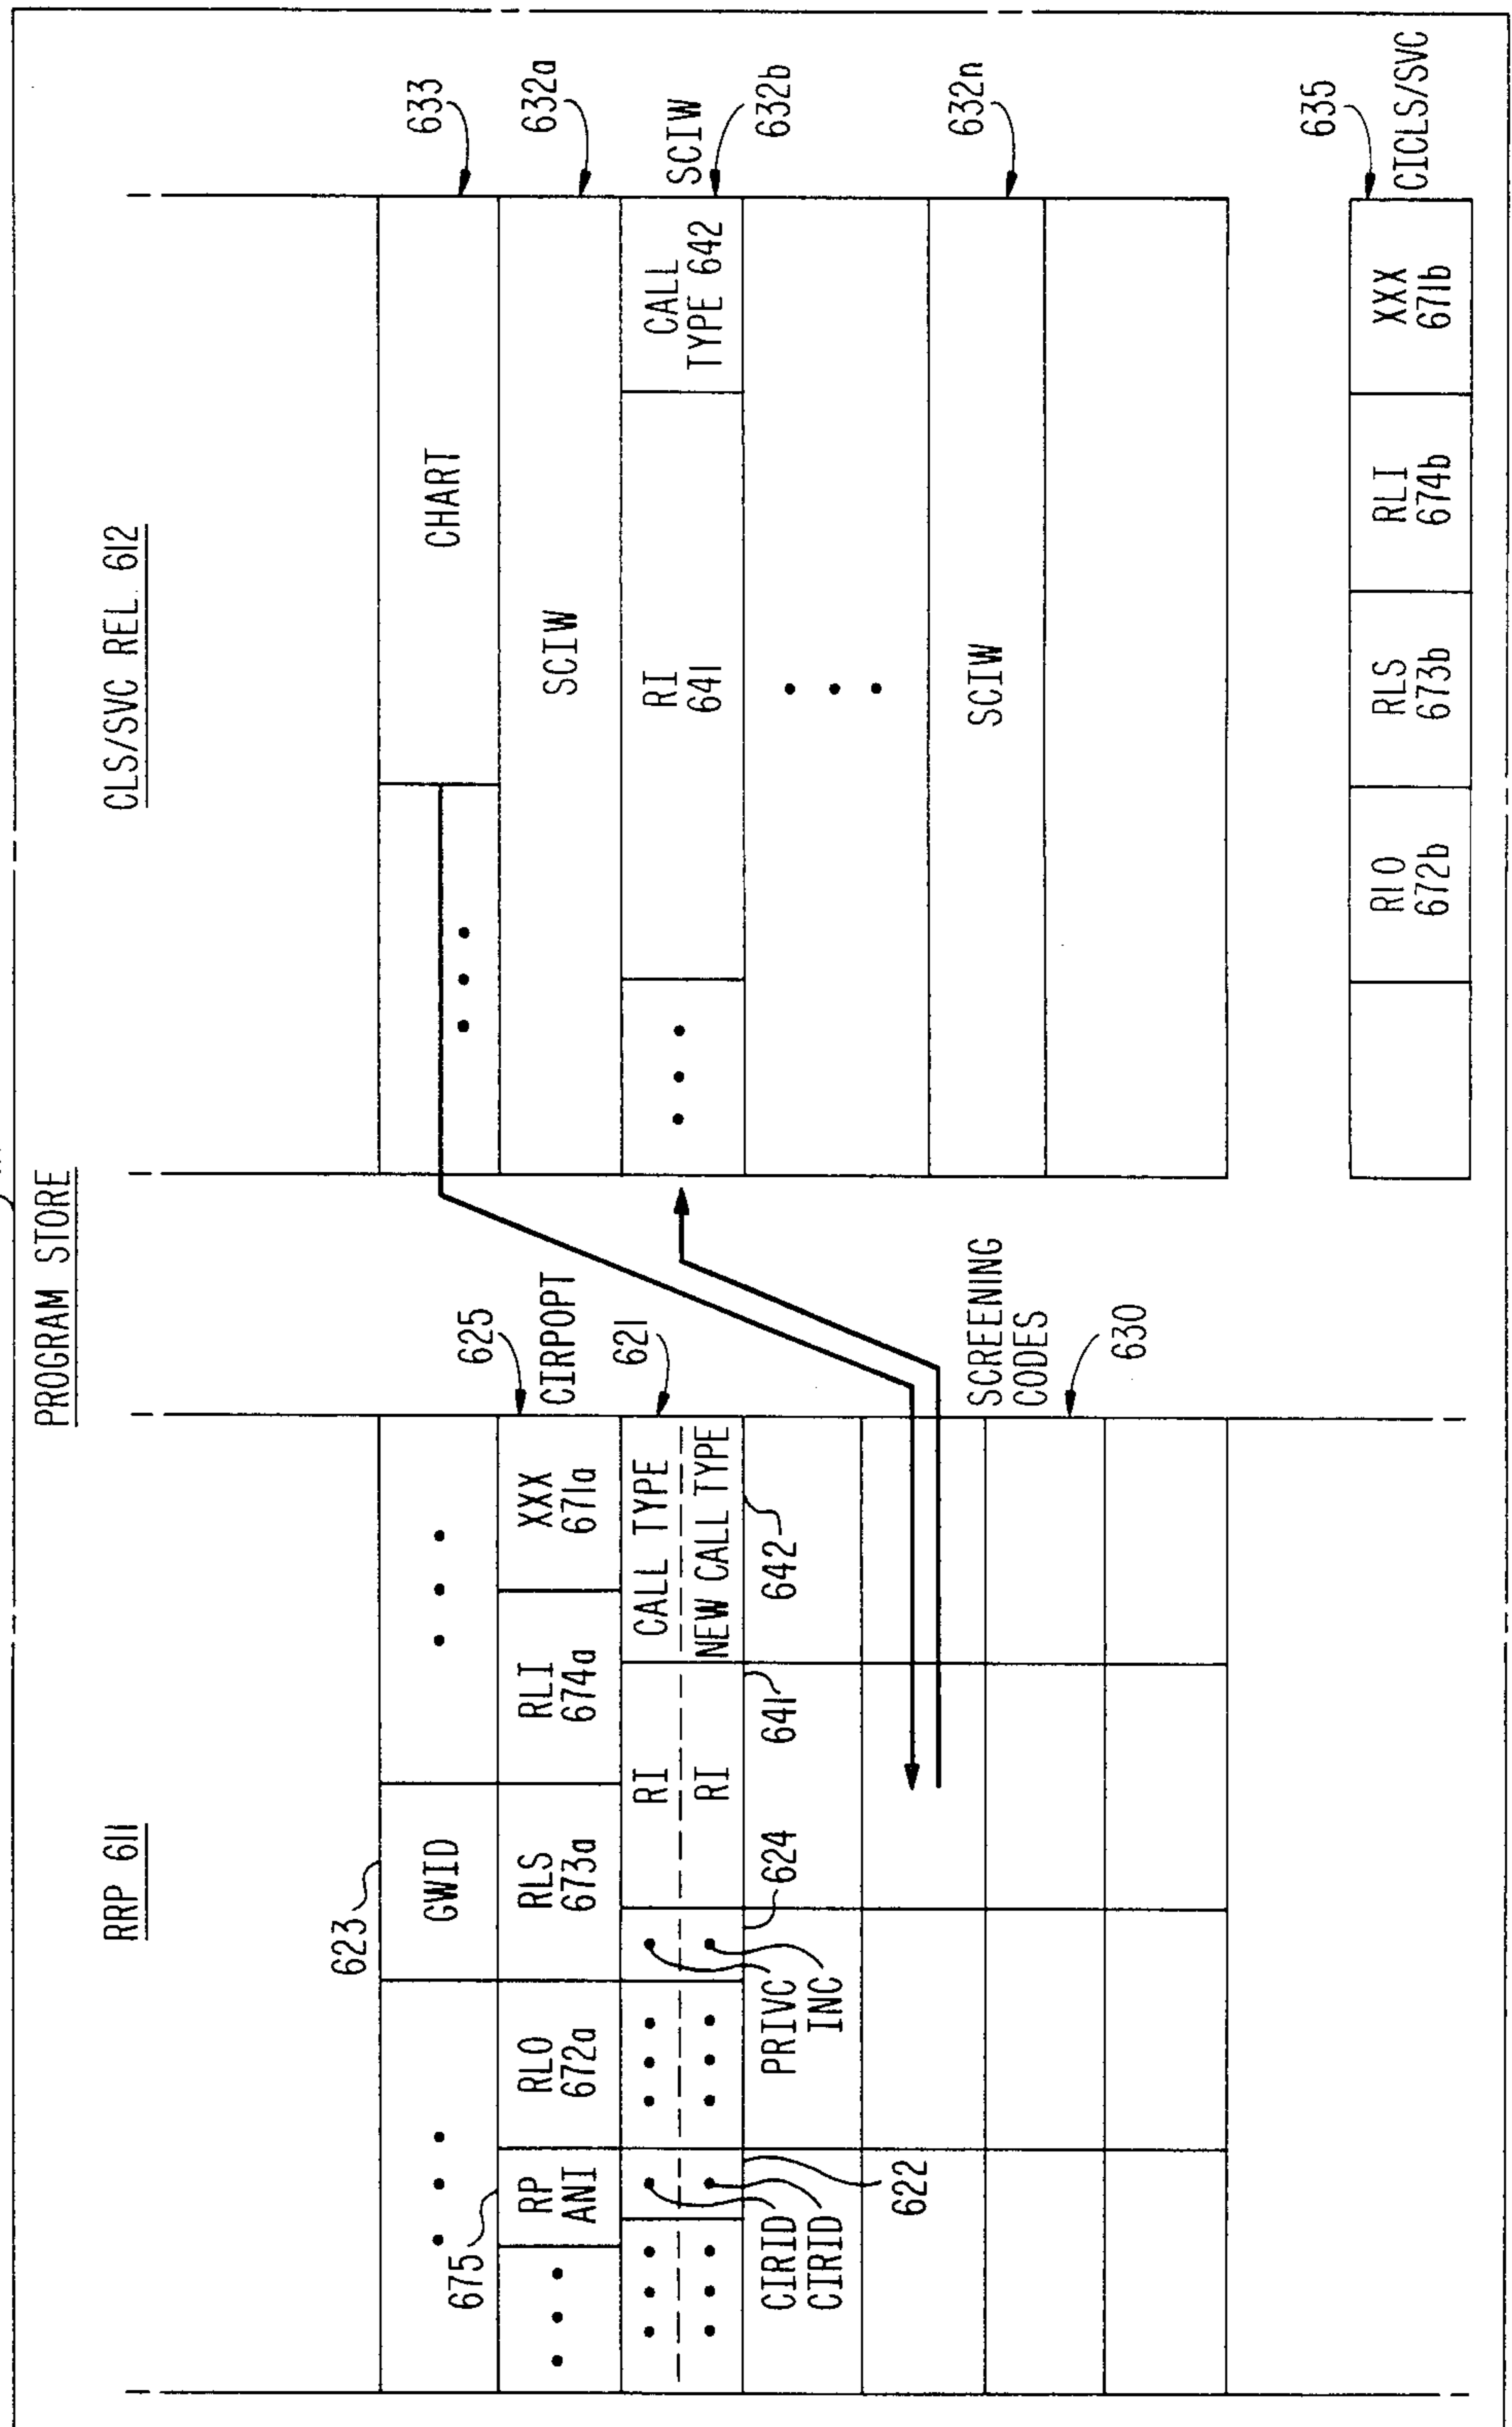 PROGRAM STORE
RRP 611
623
GWID
675
RP
ANI
RLO
672a
RLS
673a
RLI
674a
XXX
671a
625
CIRPOPT
621
RI
CALL TYPE
RI
NEW CALL TYPE
CIRID
CIRID
622
PRIVC
INC
624
641
642
SCREENING
CODES
630
CLS/SVC REL. 612
CHART
633
SCIW
632a
RI
641
CALL
TYPE 642
SCIW
632b
SCIW
632n
RLO
672b
RLS
673b
RLI
674b
XXX
671b
635
CICLS/SVC